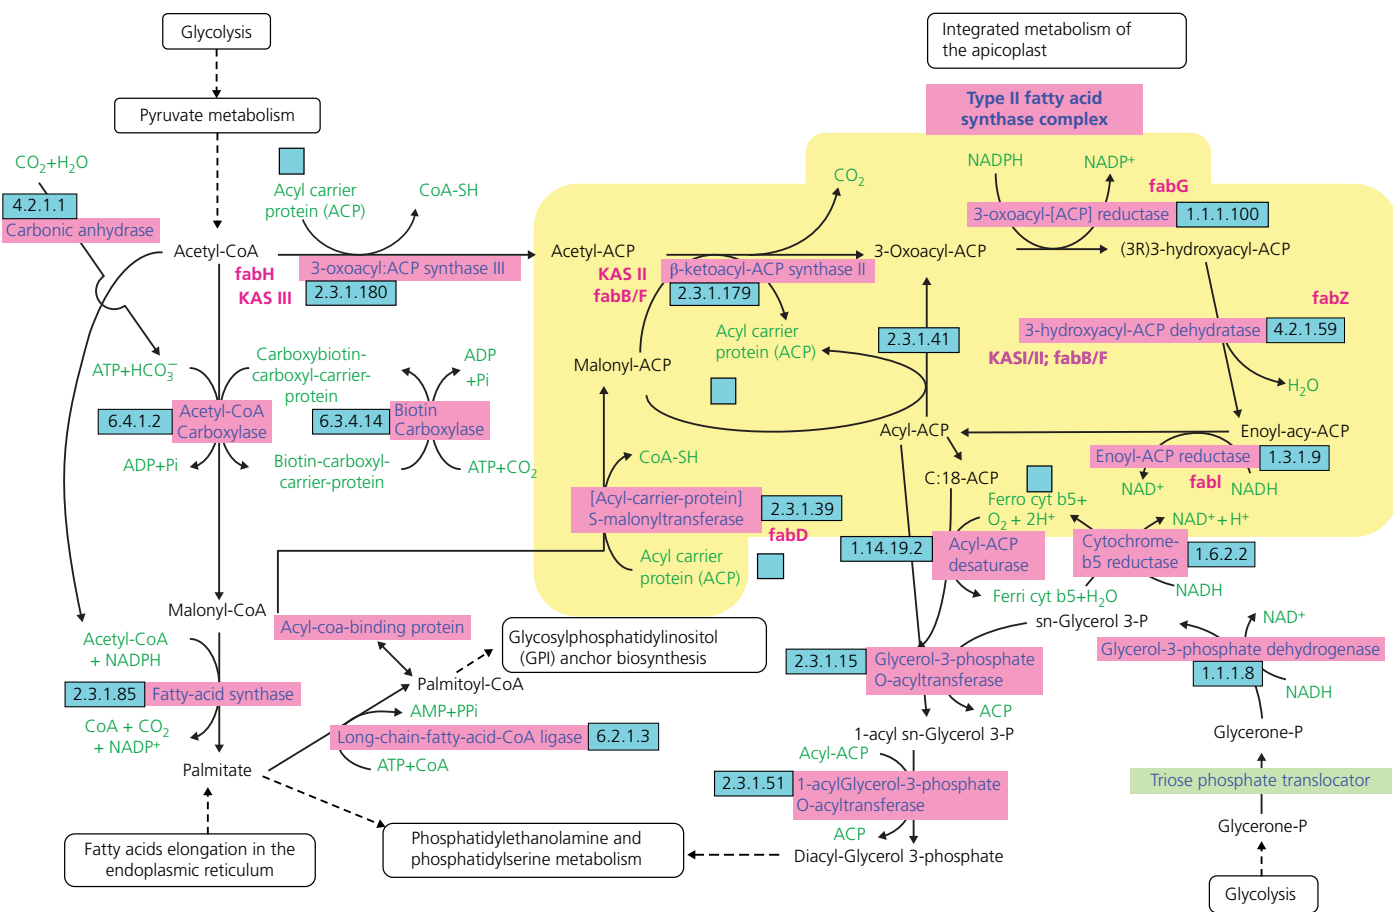 Glycolysis
Integrated metabolism of
the apicoplast
Type II fatty acid
synthase complex
Pyruvate metabolism
CO₂+H₂O
4.2.1.1
Carbonic anhydrase
Acyl carrier
protein (ACP)
CoA-SH
CO₂
NADPH
NADP⁺
fabG
3-oxoacyl-[ACP] reductase
1.1.1.100
Acetyl-CoA
fabH
KAS III
3-oxoacyl:ACP synthase III
2.3.1.180
Acetyl-ACP
KAS II
fabB/F
β-ketoacyl-ACP synthase II
2.3.1.179
3-Oxoacyl-ACP
(3R)3-hydroxyacyl-ACP
fabZ
3-hydroxyacyl-ACP dehydratase
4.2.1.59
KASI/II; fabB/F
H₂O
Acyl carrier
protein (ACP)
2.3.1.41
Malonyl-ACP
ATP+HCO₃⁻
Carboxybiotin-
carboxyl-carrier-
protein
ADP
+Pi
6.4.1.2
Acetyl-CoA
Carboxylase
6.3.4.14
Biotin
Carboxylase
ADP+Pi
Biotin-carboxyl-
carrier-protein
ATP+CO₂
Acyl-ACP
Enoyl-acy-ACP
Enoyl-ACP reductase
1.3.1.9
NAD⁺
fabI
NADH
CoA-SH
[Acyl-carrier-protein]
S-malonyltransferase
2.3.1.39
fabD
Acyl carrier
protein (ACP)
C:18-ACP
Ferro cyt b5+
O₂ + 2H⁺
NAD⁺ + H⁺
1.14.19.2
Acyl-ACP
desaturase
Cytochrome-
b5 reductase
1.6.2.2
Ferri cyt b5+H₂O
NADH
Malonyl-CoA
Acyl-coa-binding protein
Acetyl-CoA
+ NADPH
2.3.1.85
Fatty-acid synthase
CoA + CO₂
+ NADP⁺
Palmitate
Glycosylphosphatidylinositol
(GPI) anchor biosynthesis
Palmitoyl-CoA
AMP+PPi
Long-chain-fatty-acid-CoA ligase
6.2.1.3
ATP+CoA
sn-Glycerol 3-P
2.3.1.15
Glycerol-3-phosphate
O-acyltransferase
ACP
NAD⁺
Glycerol-3-phosphate dehydrogenase
1.1.1.8
NADH
Glycerone-P
1-acyl sn-Glycerol 3-P
Acyl-ACP
2.3.1.51
1-acylGlycerol-3-phosphate
O-acyltransferase
ACP
Diacyl-Glycerol 3-phosphate
Triose phosphate translocator
Glycerone-P
Glycolysis
Fatty acids elongation in the
endoplasmic reticulum
Phosphatidylethanolamine and
phosphatidylserine metabolism